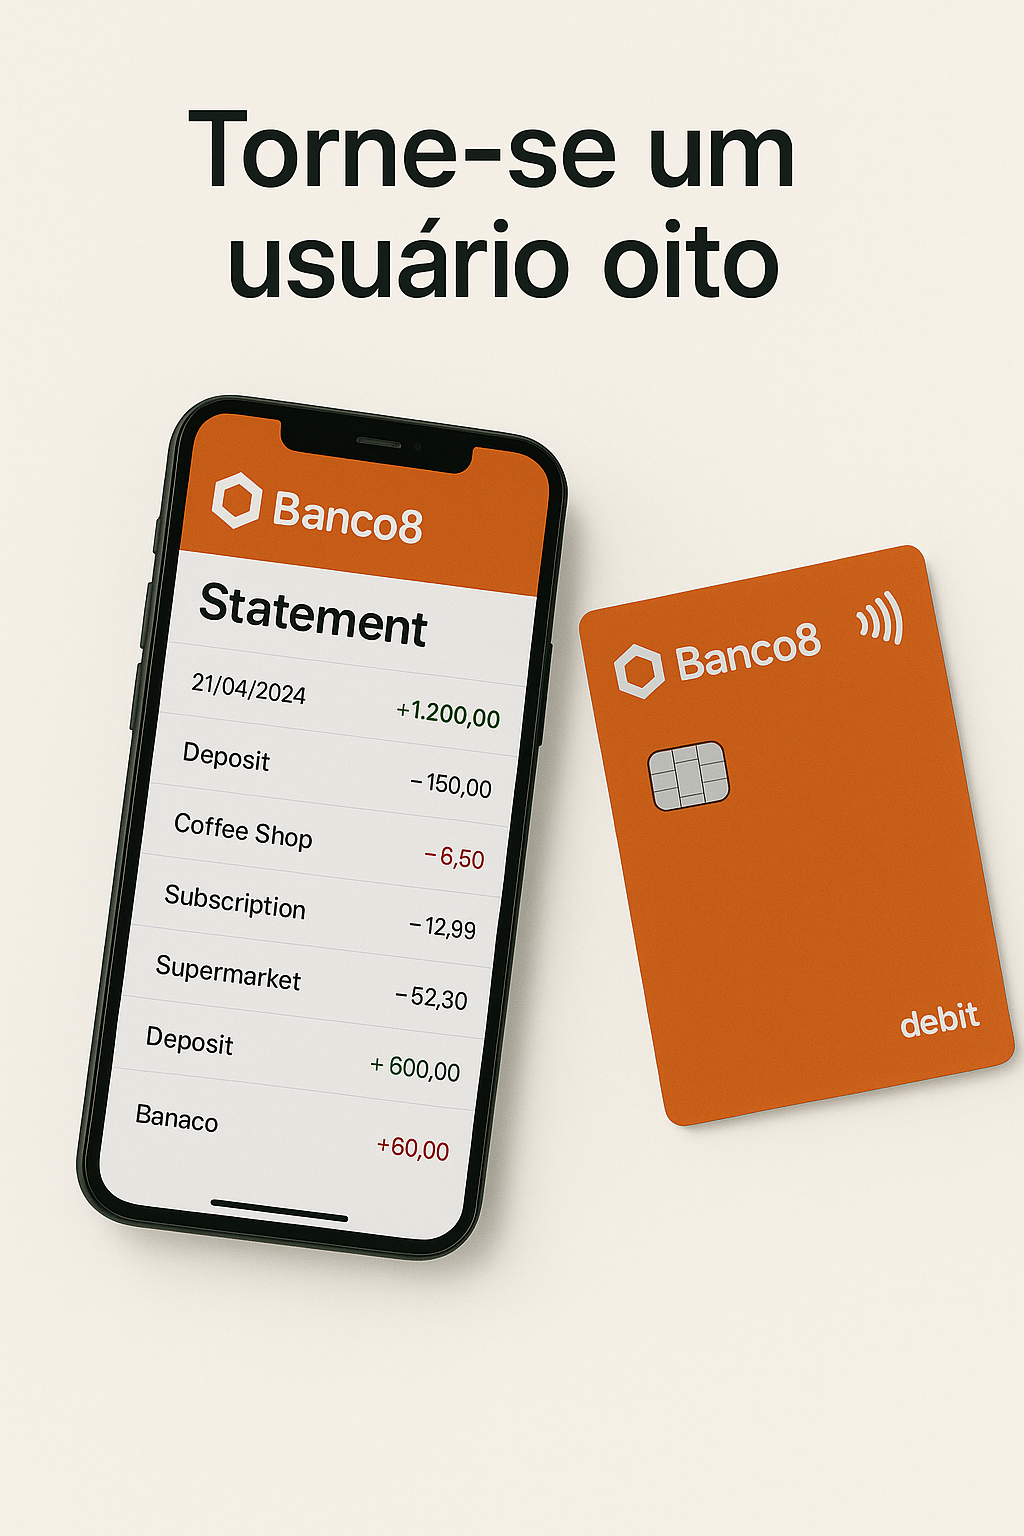 Torne-se um
usuário oito
Banco8
Statement
21/04/2024 +1.200,00
Deposit −150,00
Coffee Shop −6,50
Subscription −12,99
Supermarket −52,30
Deposit + 600,00
Banaco +60,00
Banco8
debit